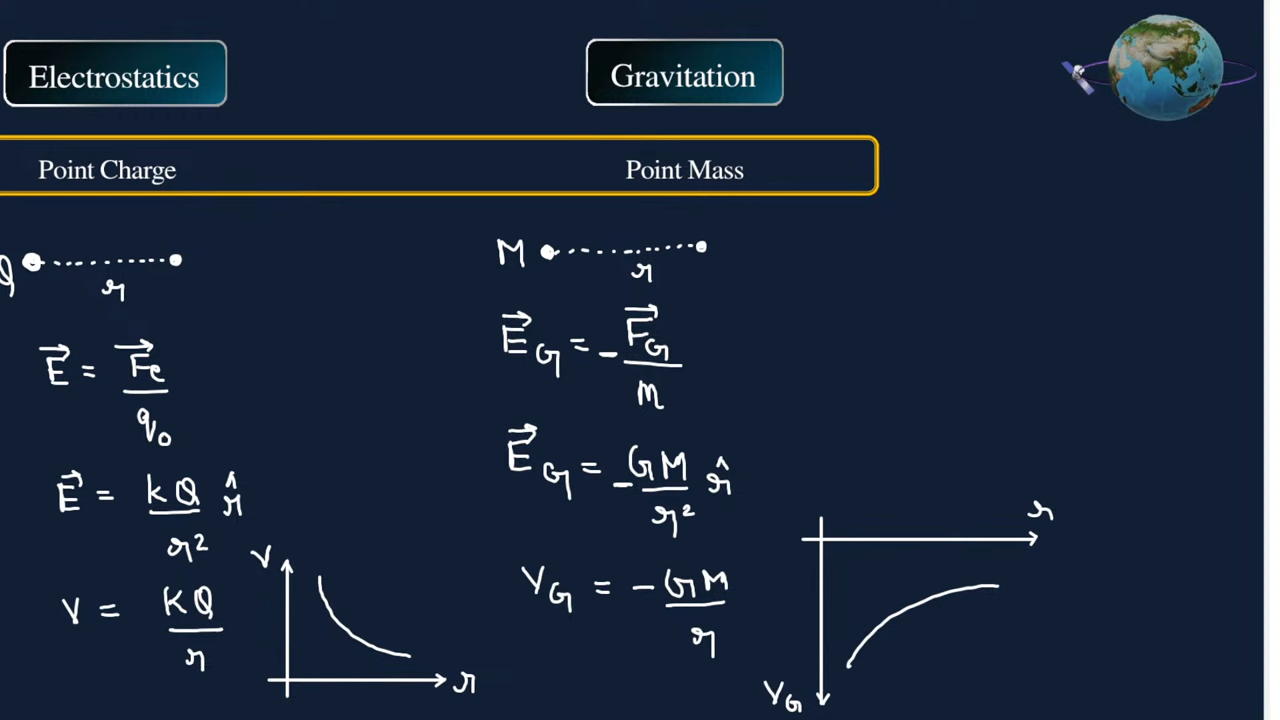 Electrostatics
Gravitation
Point Charge
Point Mass
Q
r
M
r
E⃗ = F⃗e / q₀
E⃗G = - F⃗G / m
E⃗ = kQ / r² r̂
E⃗G = - GM / r² r̂
V = kQ / r
V
r
VG = - GM / r
r
VG